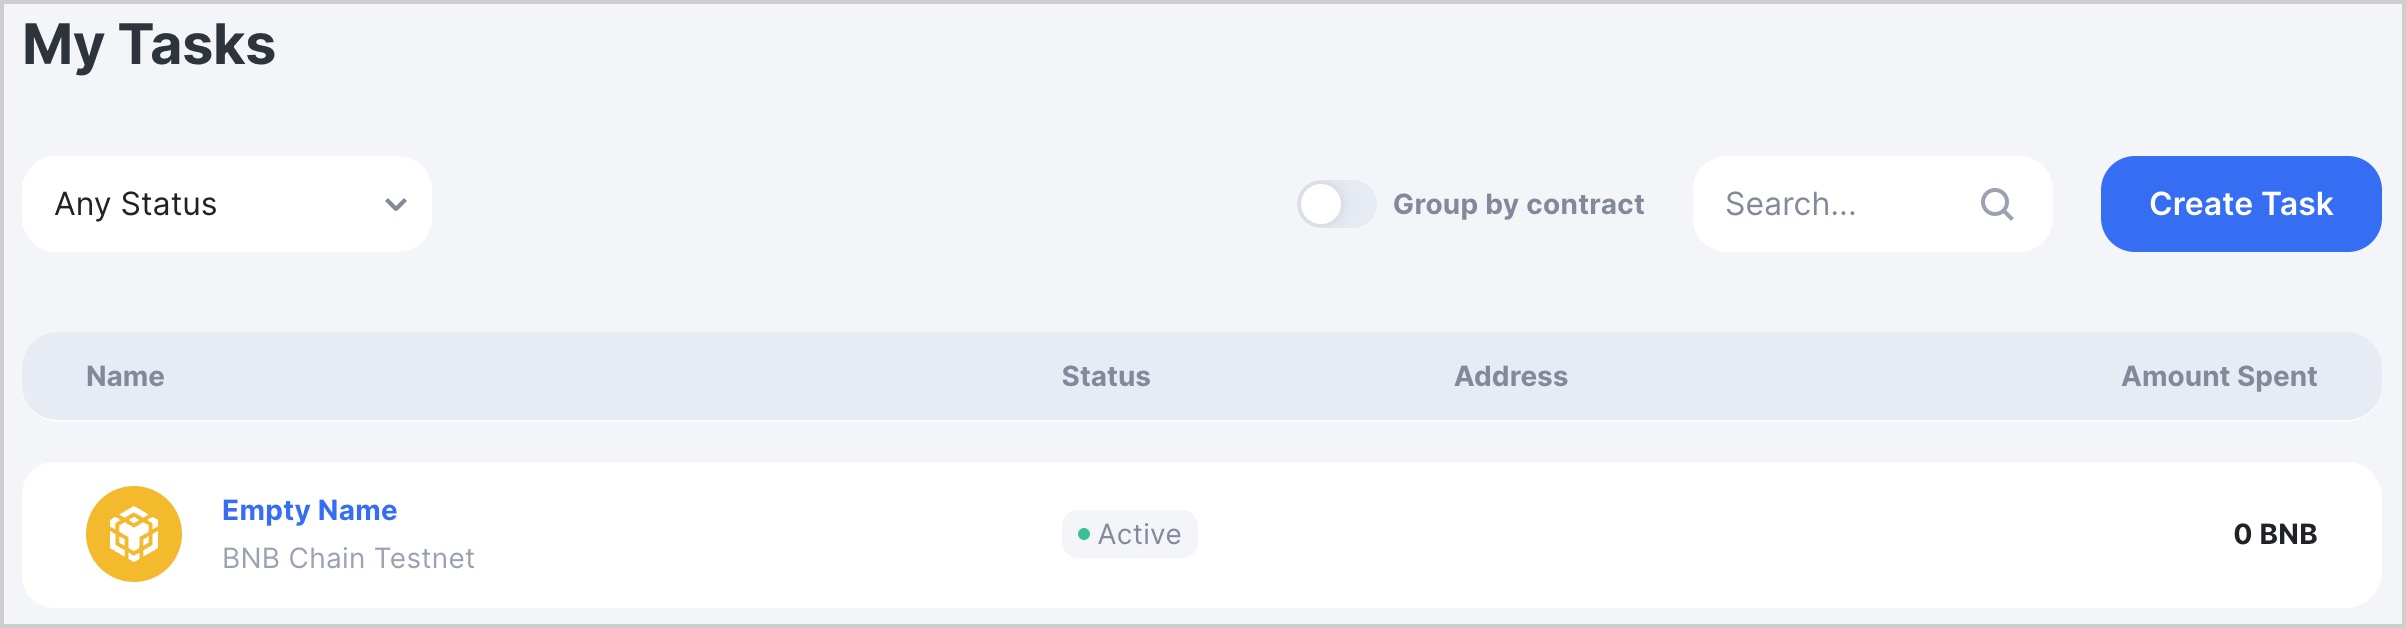 My Tasks
Any Status
Group by contract
Search...
Create Task
Name
Status
Address
Amount Spent
Empty Name
BNB Chain Testnet
Active
0 BNB